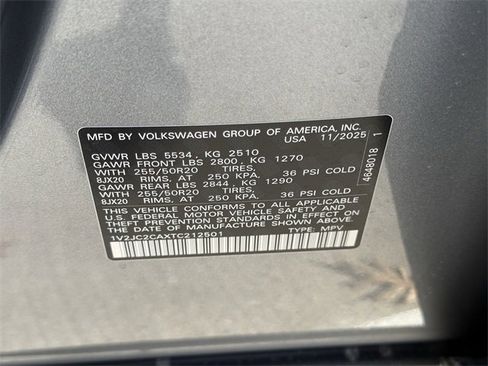 MFD BY VOLKSWAGEN GROUP OF AMERICA, INC.
USA 11/2025
GVWR LBS 5534, KG 2510
GAWR FRONT LBS 2800, KG 1270
WITH 255/50R20 TIRES,
8JX20 RIMS, AT 250 KPA, 36 PSI COLD
GAWR REAR LBS 2844, KG 1290
WITH 255/50R20 TIRES,
8JX20 RIMS, AT 250 KPA, 36 PSI COLD
THIS VEHICLE CONFORMS TO ALL APPLICABLE
U.S. FEDERAL MOTOR VEHICLE SAFETY AND
THEFT PREVENTION STANDARDS IN EFFECT ON
THE DATE OF MANUFACTURE SHOWN ABOVE.
1V2JC2CAXTC212501 TYPE: MPV
4648018 1